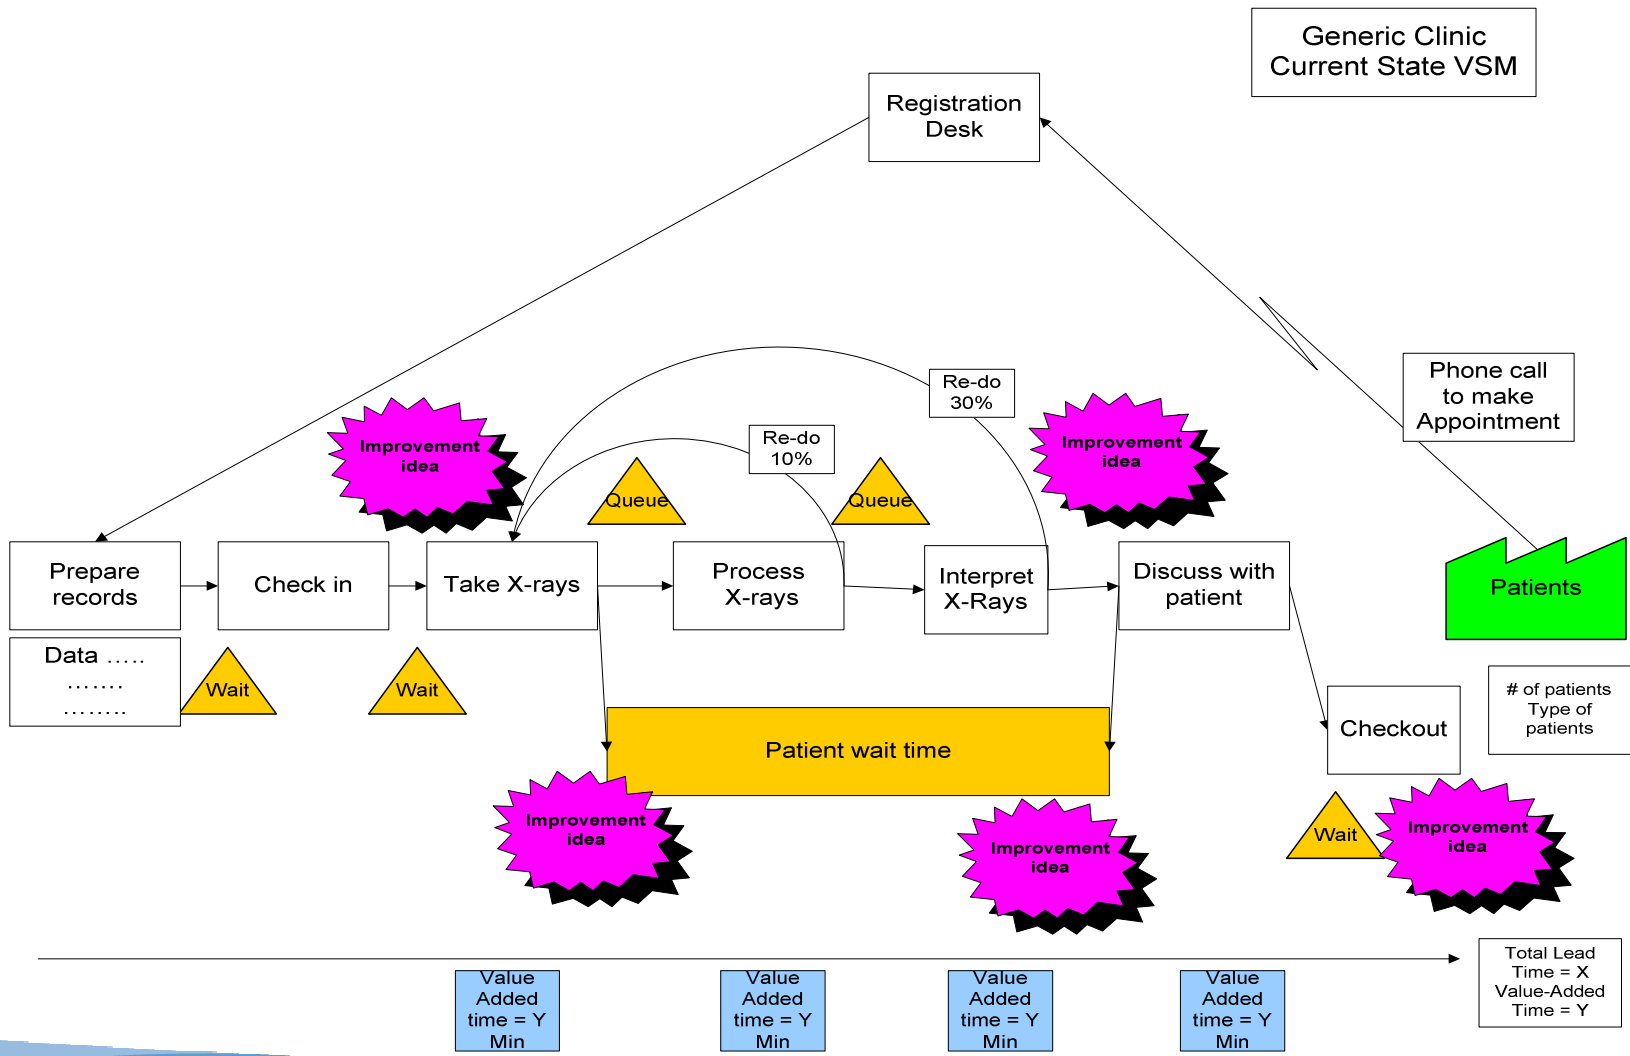 Generic Clinic
Current State VSM
Registration
Desk
Phone call
to make
Appointment
Re-do
30%
Re-do
10%
Improvement
idea
Improvement
idea
Queue
Queue
Prepare
records
Check in
Take X-rays
Process
X-rays
Interpret
X-Rays
Discuss with
patient
Patients
Data …..
…….
……..
Wait
Wait
# of patients
Type of
patients
Patient wait time
Checkout
Improvement
idea
Improvement
idea
Wait
Improvement
idea
Total Lead
Time = X
Value-Added
Time = Y
Value
Added
time = Y
Min
Value
Added
time = Y
Min
Value
Added
time = Y
Min
Value
Added
time = Y
Min